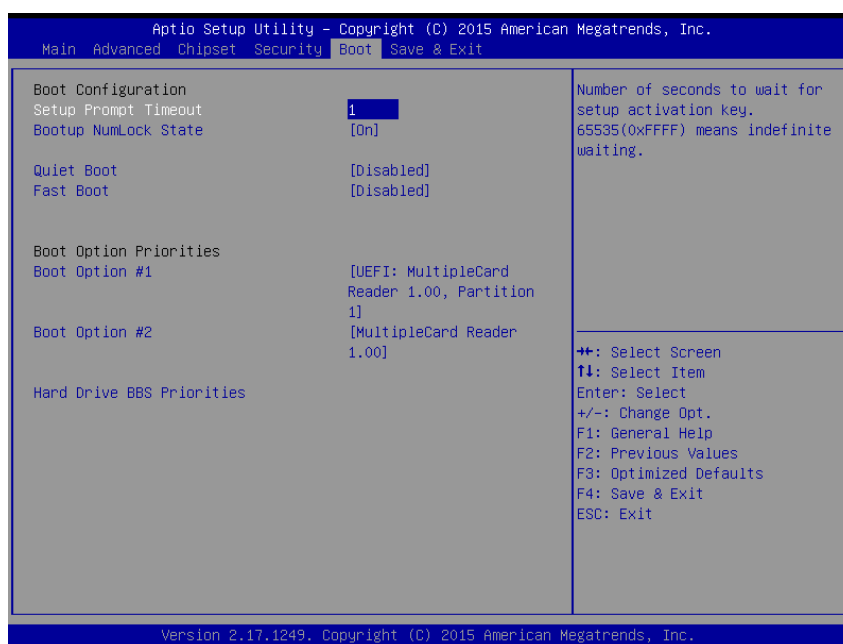 Aptio Setup Utility – Copyright (C) 2015 American Megatrends, Inc.
Main Advanced Chipset Security Boot Save & Exit
Boot Configuration
Setup Prompt Timeout 1
Bootup NumLock State [On]
Quiet Boot [Disabled]
Fast Boot [Disabled]
Boot Option Priorities
Boot Option #1 [UEFI: MultipleCard
Reader 1.00, Partition
1]
Boot Option #2 [MultipleCard Reader
1.00]
Hard Drive BBS Priorities
Number of seconds to wait for
setup activation key.
65535(0xFFFF) means indefinite
waiting.
→←: Select Screen
↑↓: Select Item
Enter: Select
+/-: Change Opt.
F1: General Help
F2: Previous Values
F3: Optimized Defaults
F4: Save & Exit
ESC: Exit
Version 2.17.1249. Copyright (C) 2015 American Megatrends, Inc.